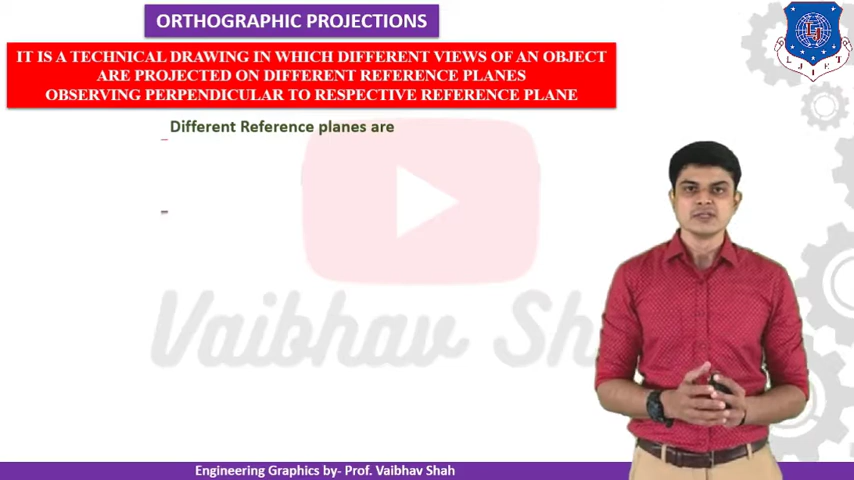 ORTHOGRAPHIC PROJECTIONS
IT IS A TECHNICAL DRAWING IN WHICH DIFFERENT VIEWS OF AN OBJECT
ARE PROJECTED ON DIFFERENT REFERENCE PLANES
OBSERVING PERPENDICULAR TO RESPECTIVE REFERENCE PLANE
LJIET
Different Reference planes are
Vaibhav Sh
Engineering Graphics by- Prof. Vaibhav Shah